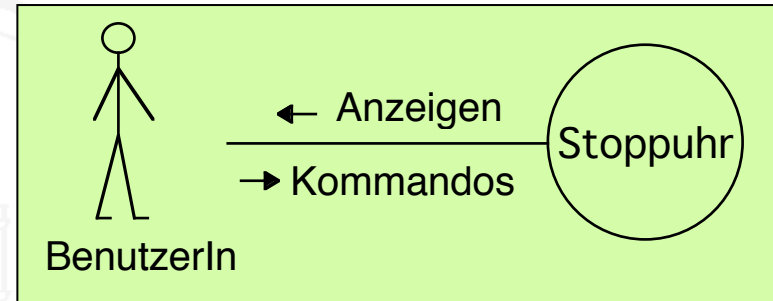 ← Anzeigen
Stoppuhr
→ Kommandos
BenutzerIn